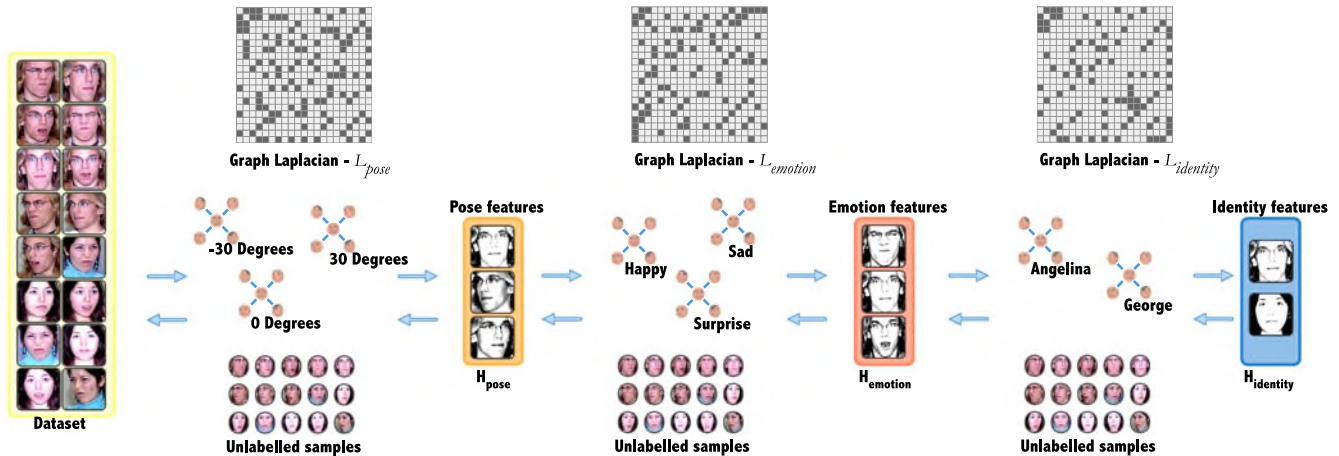 Graph Laplacian - L_pose
Graph Laplacian - L_emotion
Graph Laplacian - L_identity
Dataset
-30 Degrees
30 Degrees
0 Degrees
Unlabelled samples
Pose features
H_pose
Happy
Sad
Surprise
Unlabelled samples
Emotion features
H_emotion
Angelina
George
Unlabelled samples
Identity features
H_identity